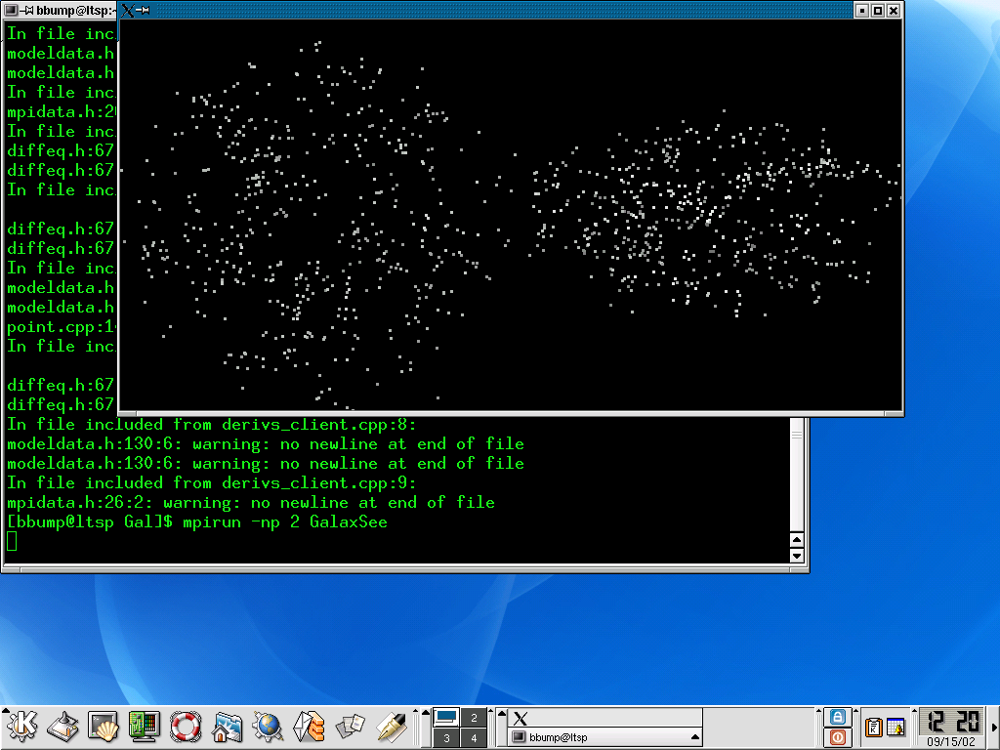 bbump@ltsp:~
X
In file inc
modeldata.h
modeldata.h
In file inc
mpidata.h:2
In file inc
diffeq.h:67
diffeq.h:67
In file inc
diffeq.h:67
diffeq.h:67
In file inc
modeldata.h
modeldata.h
point.cpp:1
In file inc
diffeq.h:67
diffeq.h:67
In file included from derivs_client.cpp:8:
modeldata.h:130:6: warning: no newline at end of file
modeldata.h:130:6: warning: no newline at end of file
In file included from derivs_client.cpp:9:
mpidata.h:26:2: warning: no newline at end of file
[bbump@ltsp Gal]$ mpirun -np 2 GalaxSee
2
3 4
X
bbump@ltsp
12 20
09/15/02